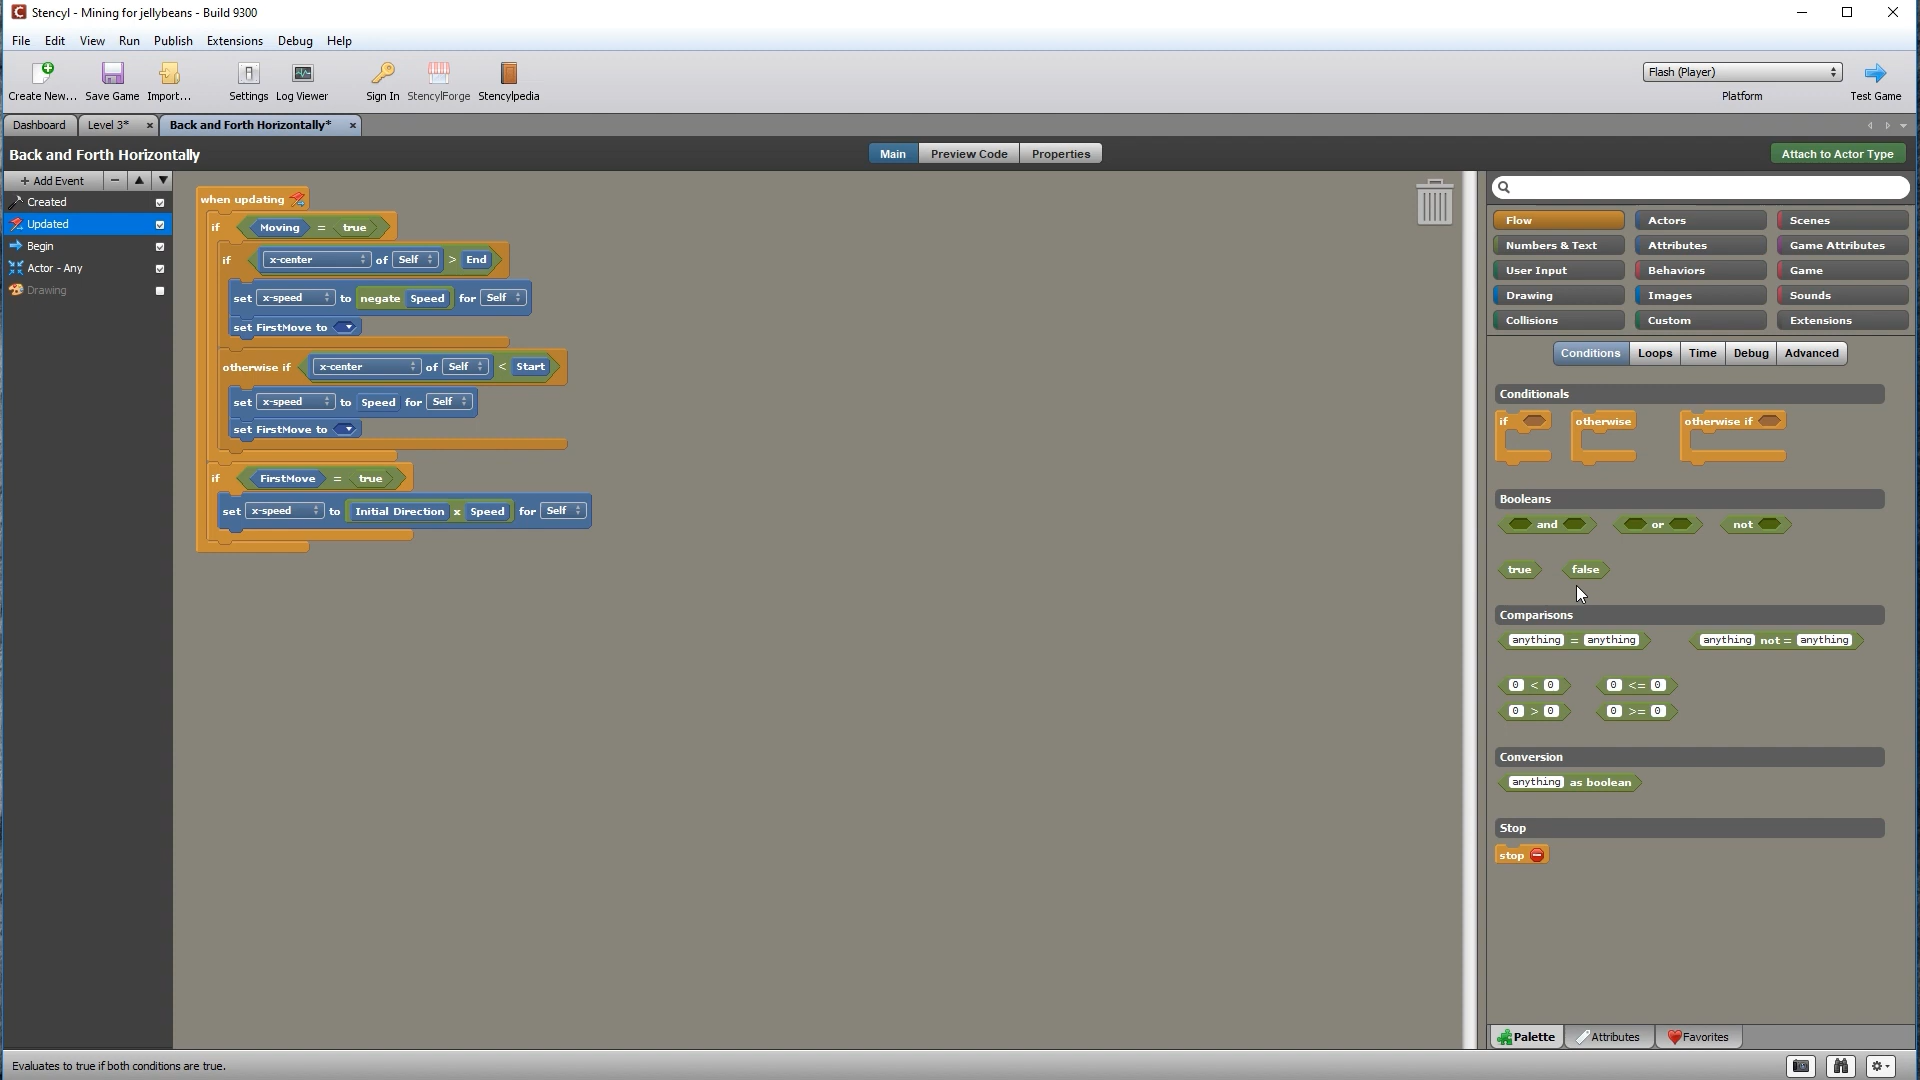 Stencyl - Mining for jellybeans - Build 9300
File Edit View Run Publish Extensions Debug Help
Create New... Save Game Import... Settings Log Viewer Sign In StencylForge Stencylpedia
Flash (Player)
Platform
Test Game
Dashboard Level 3* Back and Forth Horizontally*
Back and Forth Horizontally
Main Preview Code Properties
Attach to Actor Type
+ Add Event
Created
Updated
Begin
Actor - Any
Drawing
when updating
if Moving = true
if x-center of Self > End
set x-speed to negate Speed for Self
set FirstMove to
otherwise if x-center of Self < Start
set x-speed to Speed for Self
set FirstMove to
if FirstMove = true
set x-speed to Initial Direction x Speed for Self
Flow Actors Scenes
Numbers & Text Attributes Game Attributes
User Input Behaviors Game
Drawing Images Sounds
Collisions Custom Extensions
Conditions Loops Time Debug Advanced
Conditionals
if otherwise otherwise if
Booleans
and or not
true false
Comparisons
anything = anything anything not = anything
0 < 0 0 <= 0
0 > 0 0 >= 0
Conversion
anything as boolean
Stop
stop
Palette Attributes Favorites
Evaluates to true if both conditions are true.